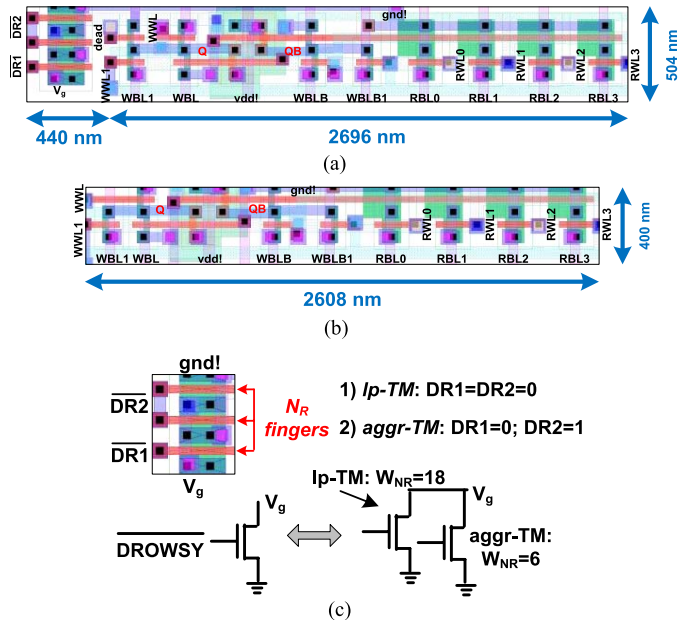 DR2
DR1
dead
WWL
gnd!
Q
QB
RWL0
RWL1
RWL2
RWL3
504 nm
Vg
WWL1
WBL1
WBL
vdd!
WBLB
WBLB1
RBL0
RBL1
RBL2
RBL3
440 nm
2696 nm
(a)
WWL
gnd!
Q
QB
WWL1
RWL0
RWL1
RWL2
RWL3
400 nm
WBL1
WBL
vdd!
WBLB
WBLB1
RBL0
RBL1
RBL2
RBL3
2608 nm
(b)
gnd!
DR2
DR1
NR
fingers
Vg
1) lp-TM: DR1=DR2=0
2) aggr-TM: DR1=0; DR2=1
lp-TM: WNR=18
Vg
Vg
DROWSY
aggr-TM:
WNR=6
(c)